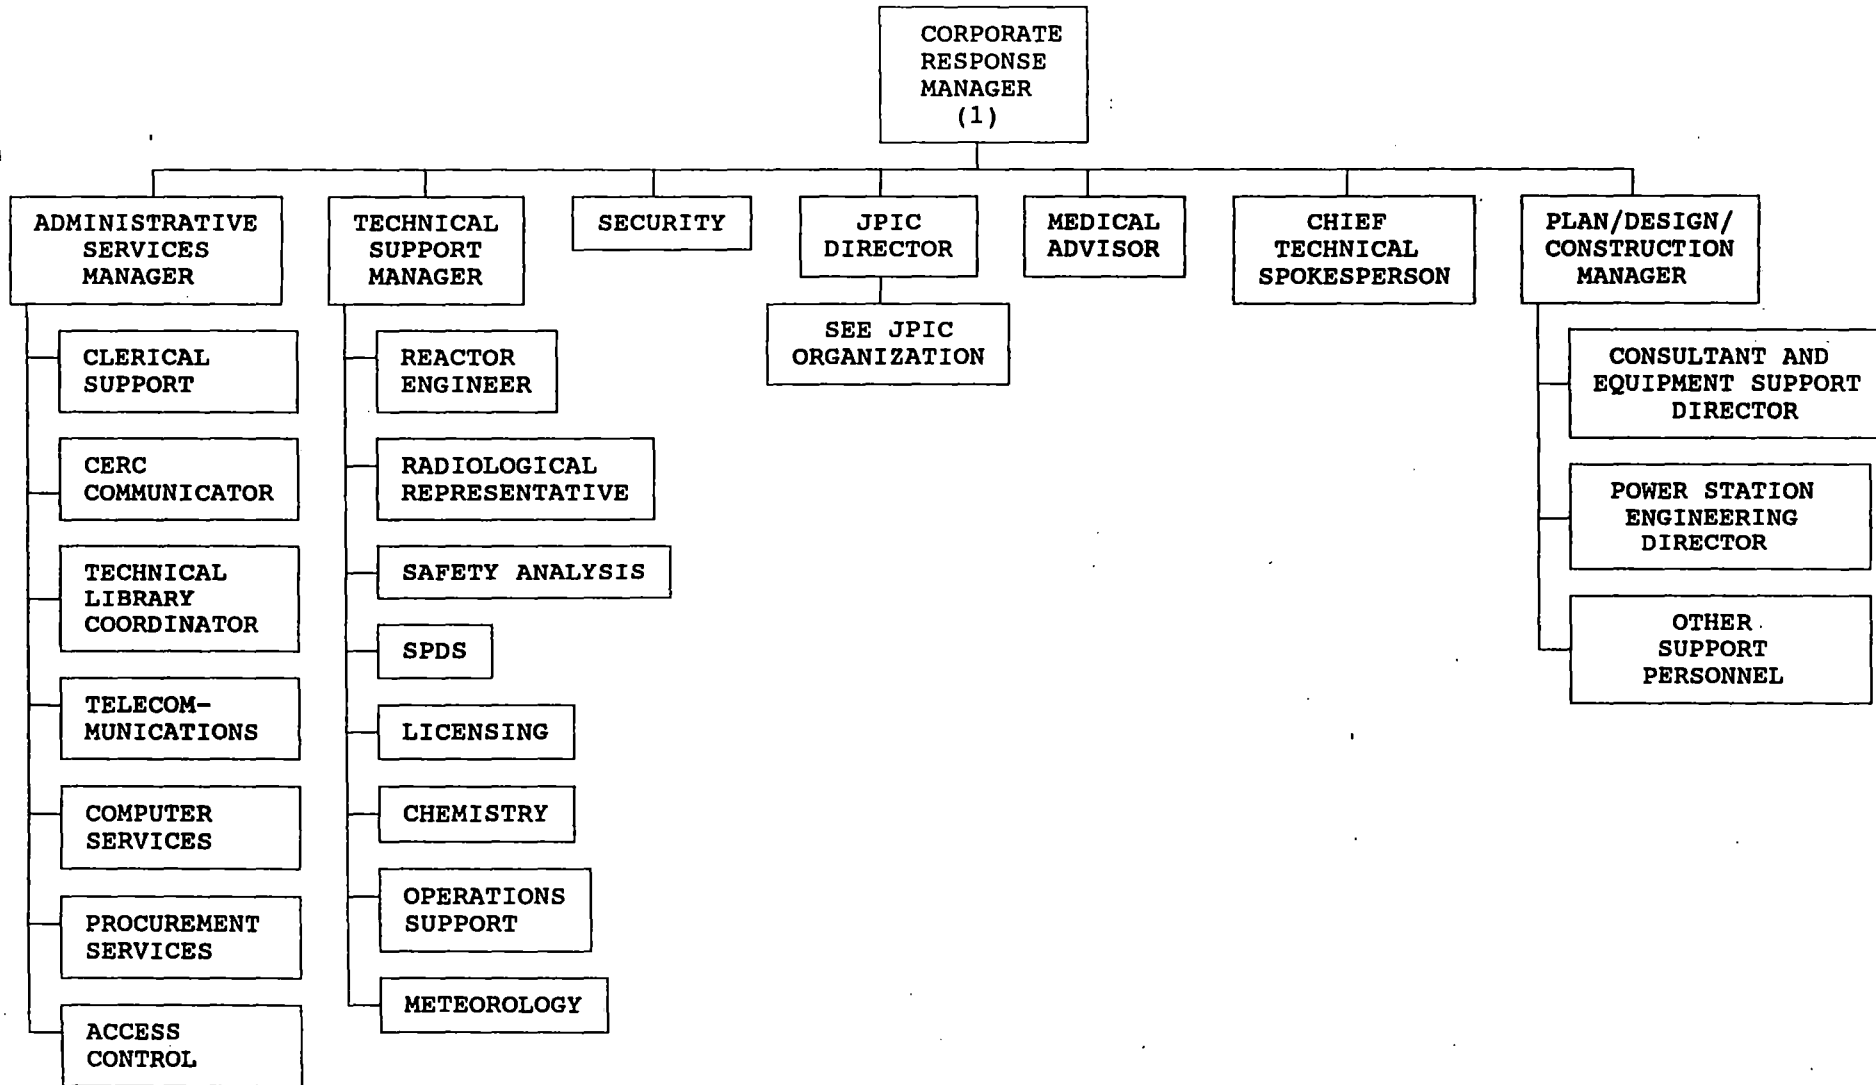 CORPORATE
RESPONSE
MANAGER
(1)
ADMINISTRATIVE
SERVICES
MANAGER
TECHNICAL
SUPPORT
MANAGER
SECURITY
JPIC
DIRECTOR
MEDICAL
ADVISOR
CHIEF
TECHNICAL
SPOKESPERSON
PLAN/DESIGN/
CONSTRUCTION
MANAGER
CLERICAL
SUPPORT
CERC
COMMUNICATOR
TECHNICAL
LIBRARY
COORDINATOR
TELECOM-
MUNICATIONS
COMPUTER
SERVICES
PROCUREMENT
SERVICES
ACCESS
CONTROL
REACTOR
ENGINEER
RADIOLOGICAL
REPRESENTATIVE
SAFETY ANALYSIS
SPDS
LICENSING
CHEMISTRY
OPERATIONS
SUPPORT
METEOROLOGY
SEE JPIC
ORGANIZATION
CONSULTANT AND
EQUIPMENT SUPPORT
DIRECTOR
POWER STATION
ENGINEERING
DIRECTOR
OTHER
SUPPORT
PERSONNEL